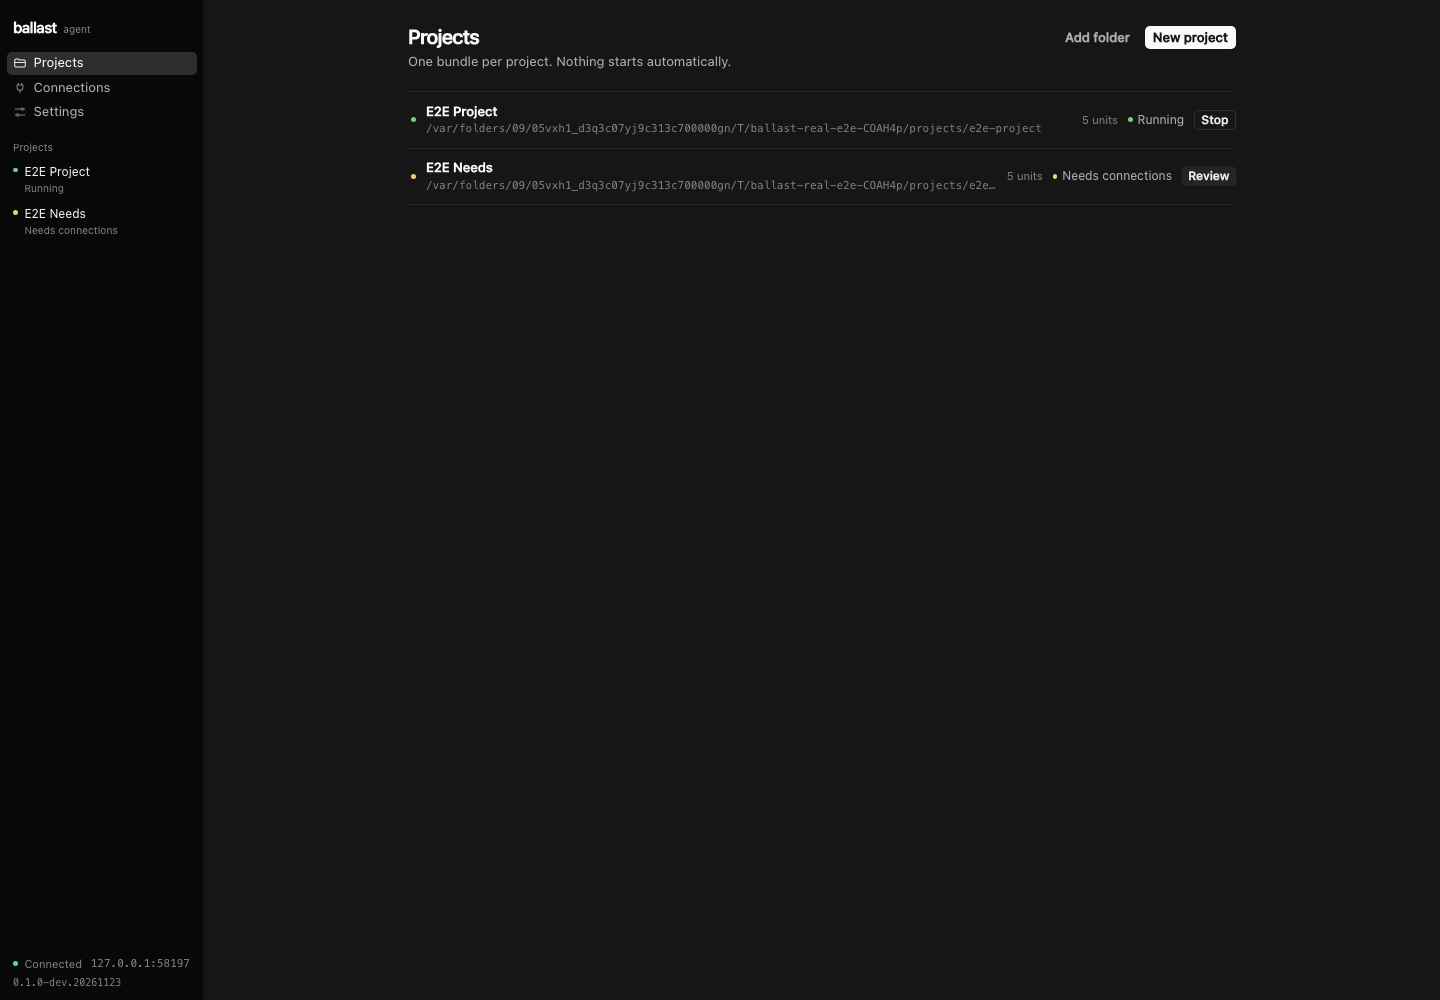 ballast agent
Projects
Connections
Settings
Projects
E2E Project
Running
E2E Needs
Needs connections
Connected 127.0.0.1:58197
0.1.0-dev.20261123
Projects
Add folder
New project
One bundle per project. Nothing starts automatically.
E2E Project
/var/folders/09/05vxh1_d3q3c07yj9c313c700000gn/T/ballast-real-e2e-COAH4p/projects/e2e-project
5 units
Running
Stop
E2E Needs
/var/folders/09/05vxh1_d3q3c07yj9c313c700000gn/T/ballast-real-e2e-COAH4p/projects/e2e…
5 units
Needs connections
Review